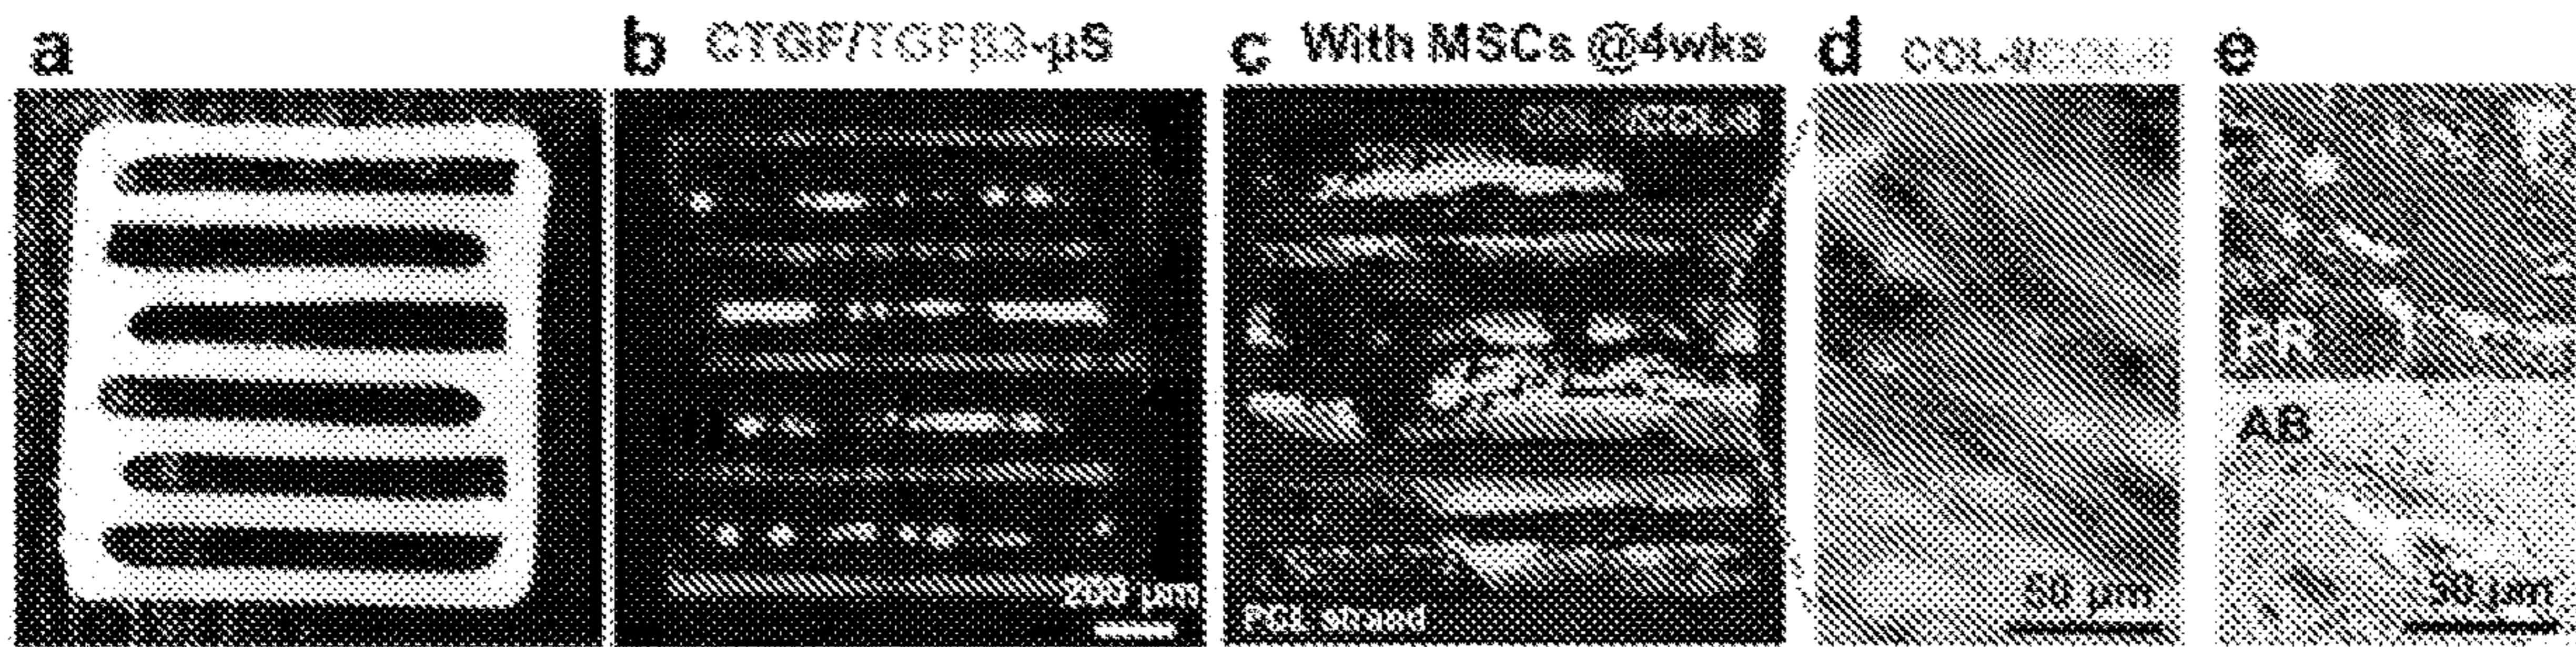 a
b CTGF/TGFβ3-μS
c With MSCs @4wks
d
e
200 μm
PCL strand
50 μm
PR
AB
50 μm